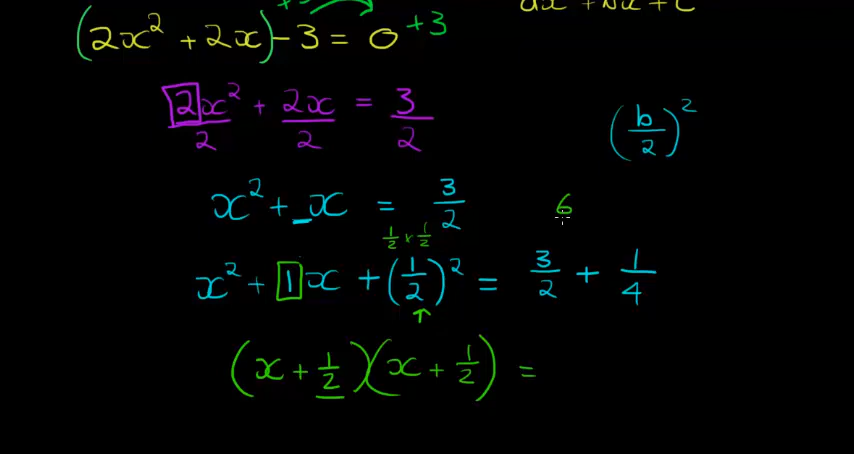 (2x² + 2x) - 3 = 0 + 3
2x²/2 + 2x/2 = 3/2
(b/2)²
x² + _x = 3/2
6
1/2 × 1/2
x² + 1x + (1/2)² = 3/2 + 1/4
(x + 1/2)(x + 1/2) =